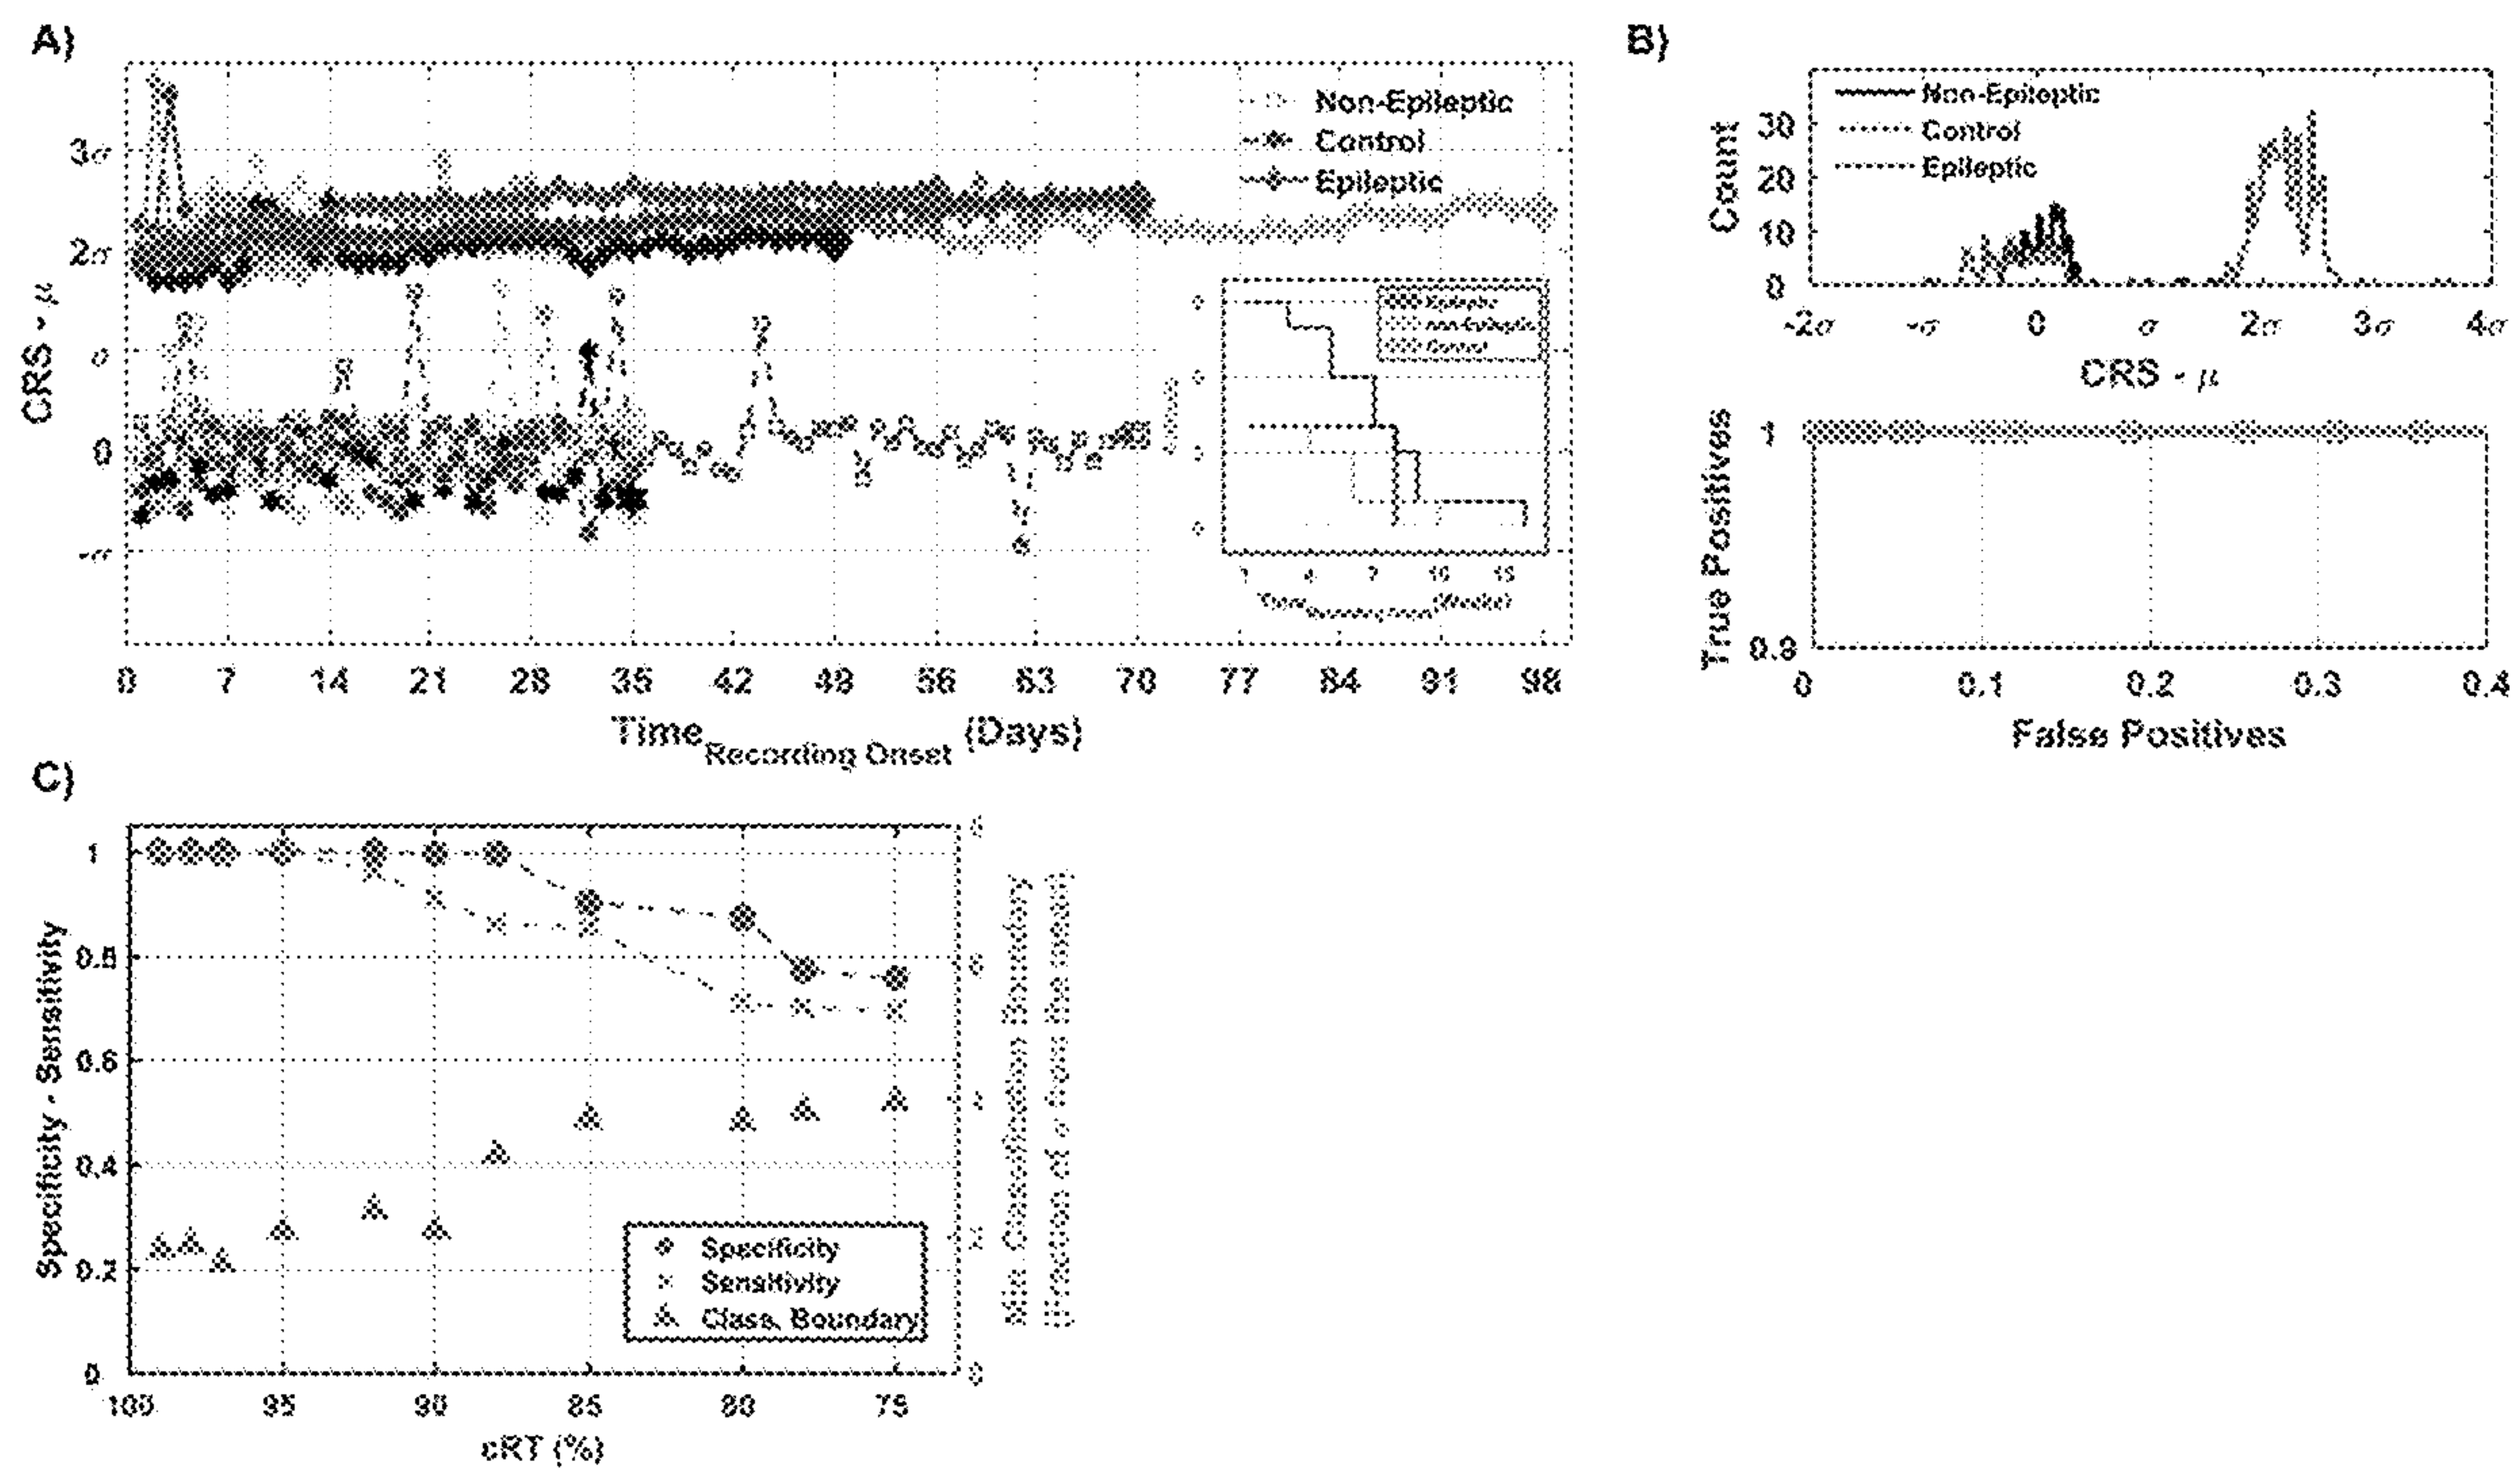 A)
3σ
2σ
σ
0
-σ
CRS - μ
Non-Epileptic
Control
Epileptic
0 7 14 21 28 35 42 49 56 63 70 77 84 91 98
Time Recording Onset (Days)
B)
Non-Epileptic
Control
Epileptic
Count
30
20
10
0
-2σ -σ 0 σ 2σ 3σ 4σ
CRS - μ
True Positives
1
0.9
0 0.1 0.2 0.3 0.4
False Positives
C)
Specificity - Sensitivity
1
0.8
0.6
0.4
0.2
0
100 95 90 85 80 75
cRT (%)
Specificity
Sensitivity
Class. Boundary
Min Classification Boundary